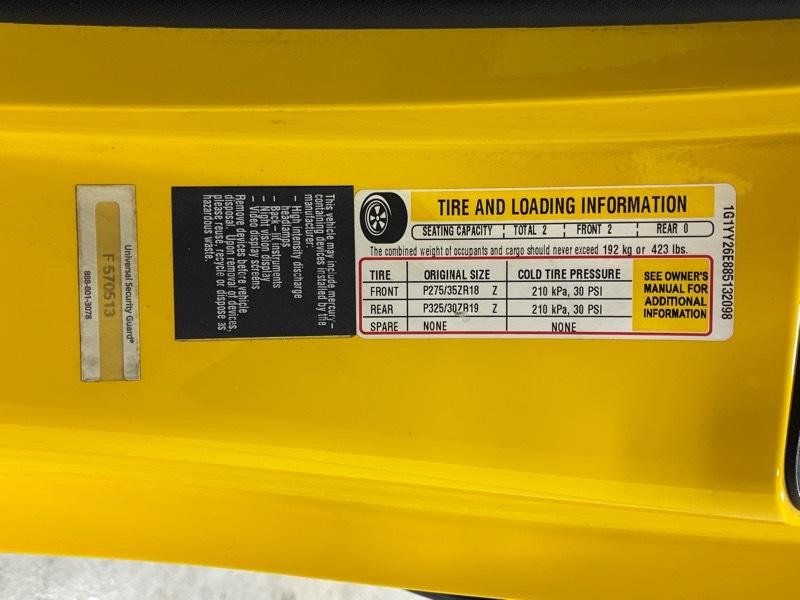 Universal Security Guard®
F 570513
888-801-3078
This vehicle may include mercury–
containing devices installed by the
manufacturer:
– High intensity discharge
headlamps
– Back – lit instruments
– Night vision display
– Video display screens
Remove devices before vehicle
disposal. Upon removal of devices,
please reuse, recycle or dispose as
hazardous waste.
TIRE AND LOADING INFORMATION
SEATING CAPACITY TOTAL 2 FRONT 2 REAR 0
The combined weight of occupants and cargo should never exceed 192 kg or 423 lbs.
TIRE ORIGINAL SIZE COLD TIRE PRESSURE
FRONT P275/35ZR18 Z 210 kPa, 30 PSI
REAR P325/30ZR19 Z 210 kPa, 30 PSI
SPARE NONE NONE
SEE OWNER'S
MANUAL FOR
ADDITIONAL
INFORMATION
1G1YY26E885132098